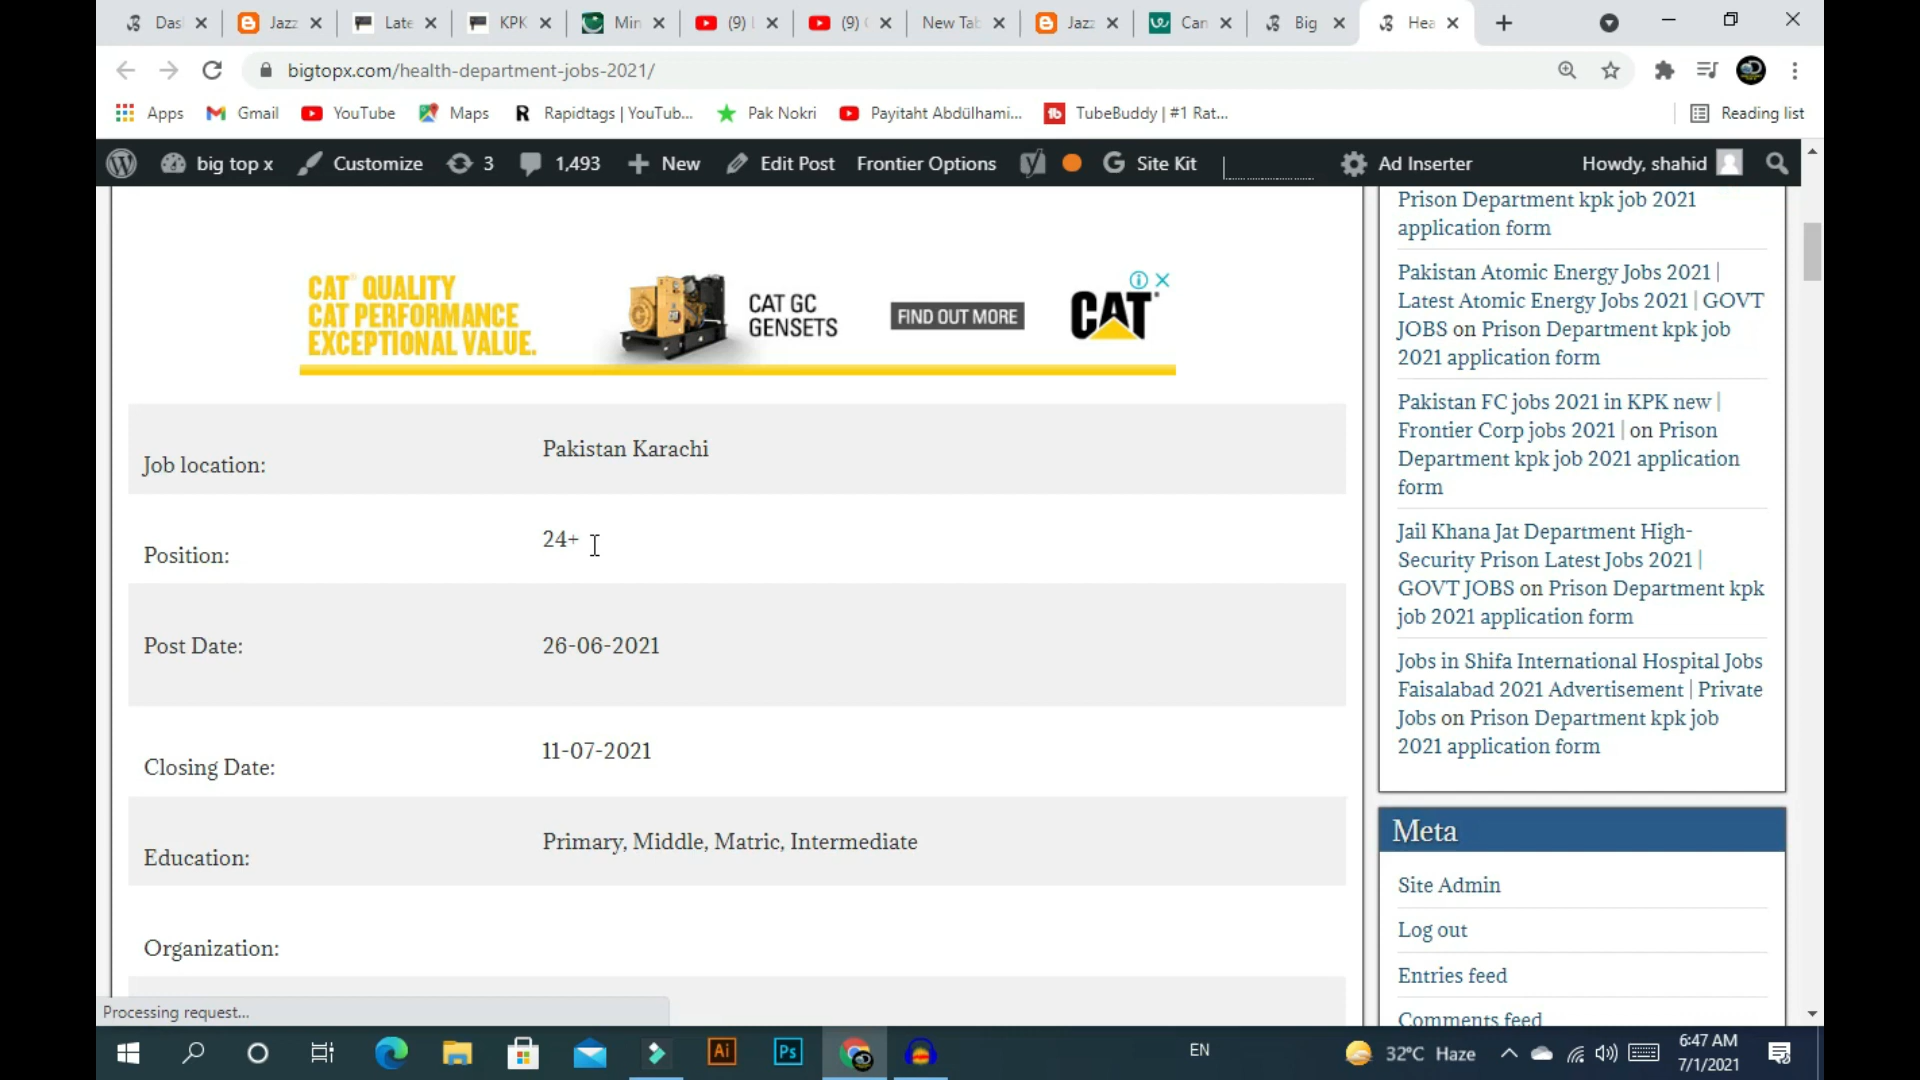 Das
Jazz
Late
KPK
Min
(9) L
(9)
New Tab
Jazz
Can
Big
Hea
bigtopx.com/health-department-jobs-2021/
Apps
Gmail
YouTube
Maps
Rapidtags | YouTub...
Pak Nokri
Payitaht Abdülhami...
TubeBuddy | #1 Rat...
Reading list
big top x
Customize
3
1,493
New
Edit Post
Frontier Options
Site Kit
Ad Inserter
Howdy, shahid
CAT® QUALITY
CAT PERFORMANCE
EXCEPTIONAL VALUE.
CAT GC
GENSETS
FIND OUT MORE
CAT®
Job location:
Pakistan Karachi
Position:
24+
Post Date:
26-06-2021
Closing Date:
11-07-2021
Education:
Primary, Middle, Matric, Intermediate
Organization:
Prison Department kpk job 2021
application form
Pakistan Atomic Energy Jobs 2021 |
Latest Atomic Energy Jobs 2021 | GOVT
JOBS on Prison Department kpk job
2021 application form
Pakistan FC jobs 2021 in KPK new |
Frontier Corp jobs 2021 | on Prison
Department kpk job 2021 application
form
Jail Khana Jat Department High-
Security Prison Latest Jobs 2021 |
GOVT JOBS on Prison Department kpk
job 2021 application form
Jobs in Shifa International Hospital Jobs
Faisalabad 2021 Advertisement | Private
Jobs on Prison Department kpk job
2021 application form
Meta
Site Admin
Log out
Entries feed
Comments feed
Processing request...
Ai
Ps
EN
32°C Haze
6:47 AM
7/1/2021